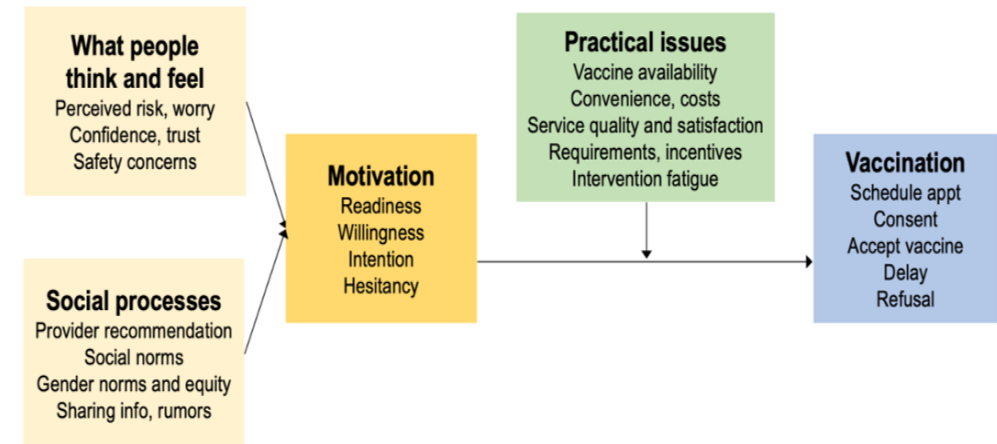 What people
think and feel
Perceived risk, worry
Confidence, trust
Safety concerns
Social processes
Provider recommendation
Social norms
Gender norms and equity
Sharing info, rumors
Motivation
Readiness
Willingness
Intention
Hesitancy
Practical issues
Vaccine availability
Convenience, costs
Service quality and satisfaction
Requirements, incentives
Intervention fatigue
Vaccination
Schedule appt
Consent
Accept vaccine
Delay
Refusal